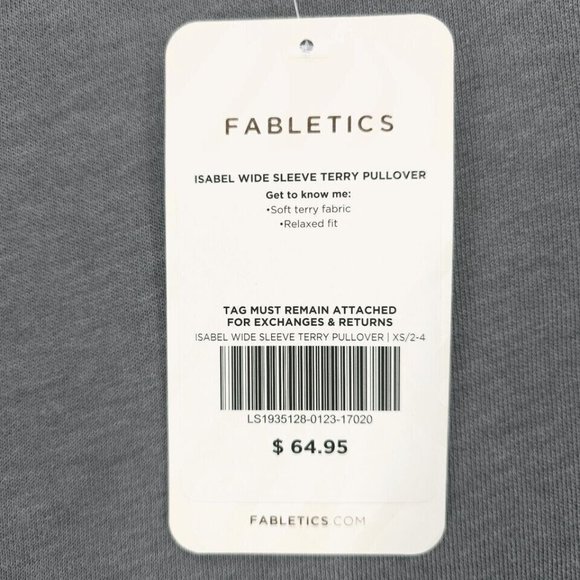 FABLETICS
ISABEL WIDE SLEEVE TERRY PULLOVER
Get to know me:
•Soft terry fabric
•Relaxed fit
TAG MUST REMAIN ATTACHED
FOR EXCHANGES & RETURNS
ISABEL WIDE SLEEVE TERRY PULLOVER | XS/2-4
LS1935128-0123-17020
$ 64.95
FABLETICS.COM